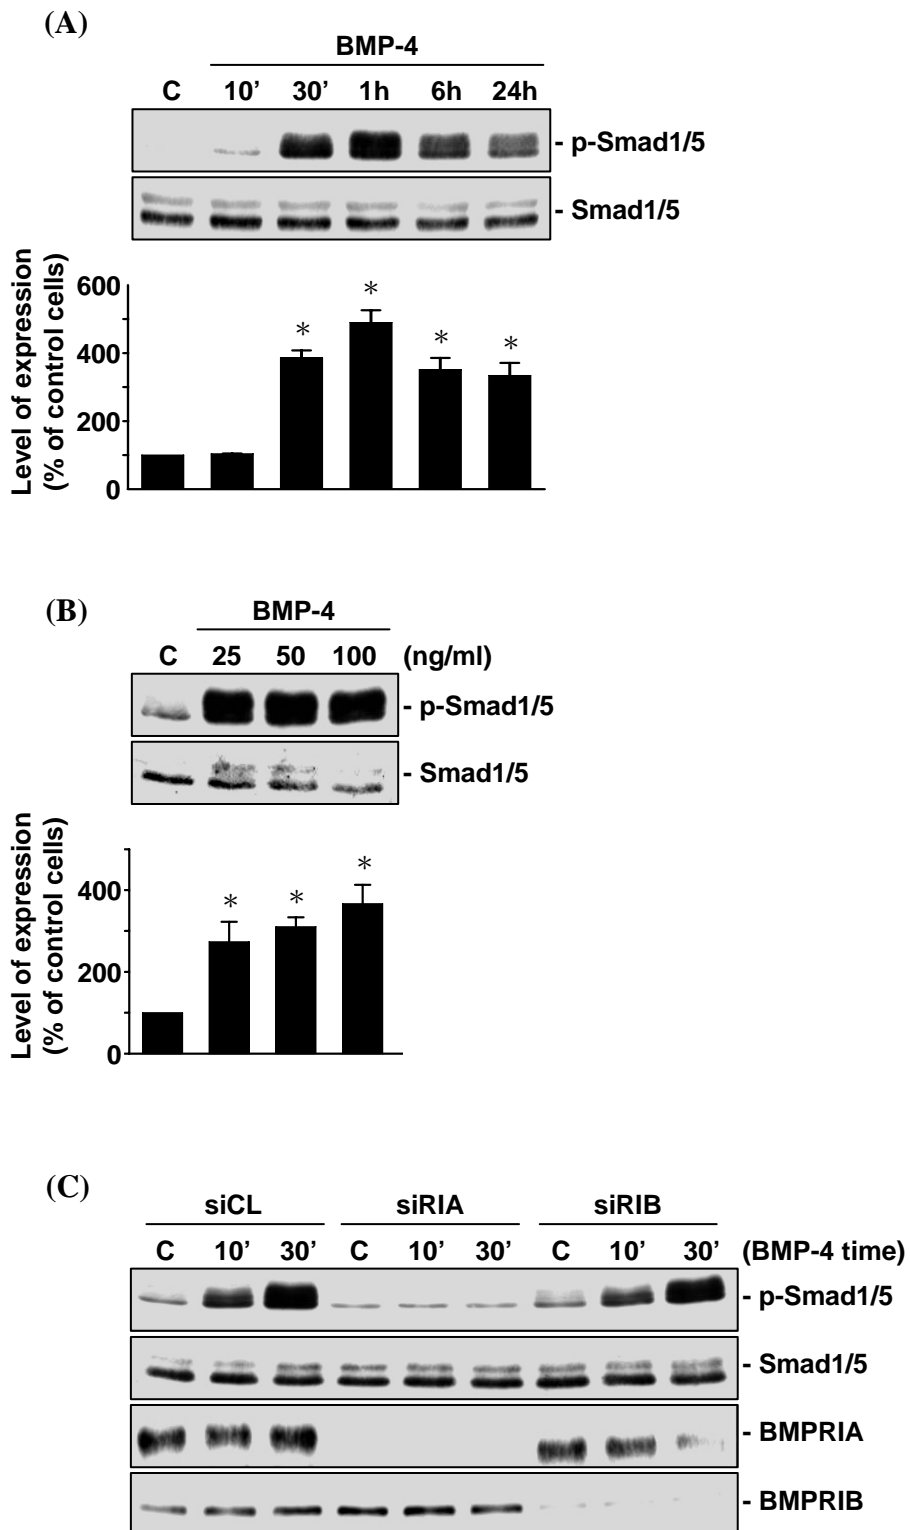 (A)
BMP-4
C 10’ 30’ 1h 6h 24h
- p-Smad1/5
- Smad1/5
Level of expression
(% of control cells)
600
400
200
0
* * * *
(B)
BMP-4
C 25 50 100 (ng/ml)
- p-Smad1/5
- Smad1/5
Level of expression
(% of control cells)
400
200
0
* * *
(C)
siCL siRIA siRIB
C 10’ 30’ C 10’ 30’ C 10’ 30’ (BMP-4 time)
- p-Smad1/5
- Smad1/5
- BMPRIA
- BMPRIB